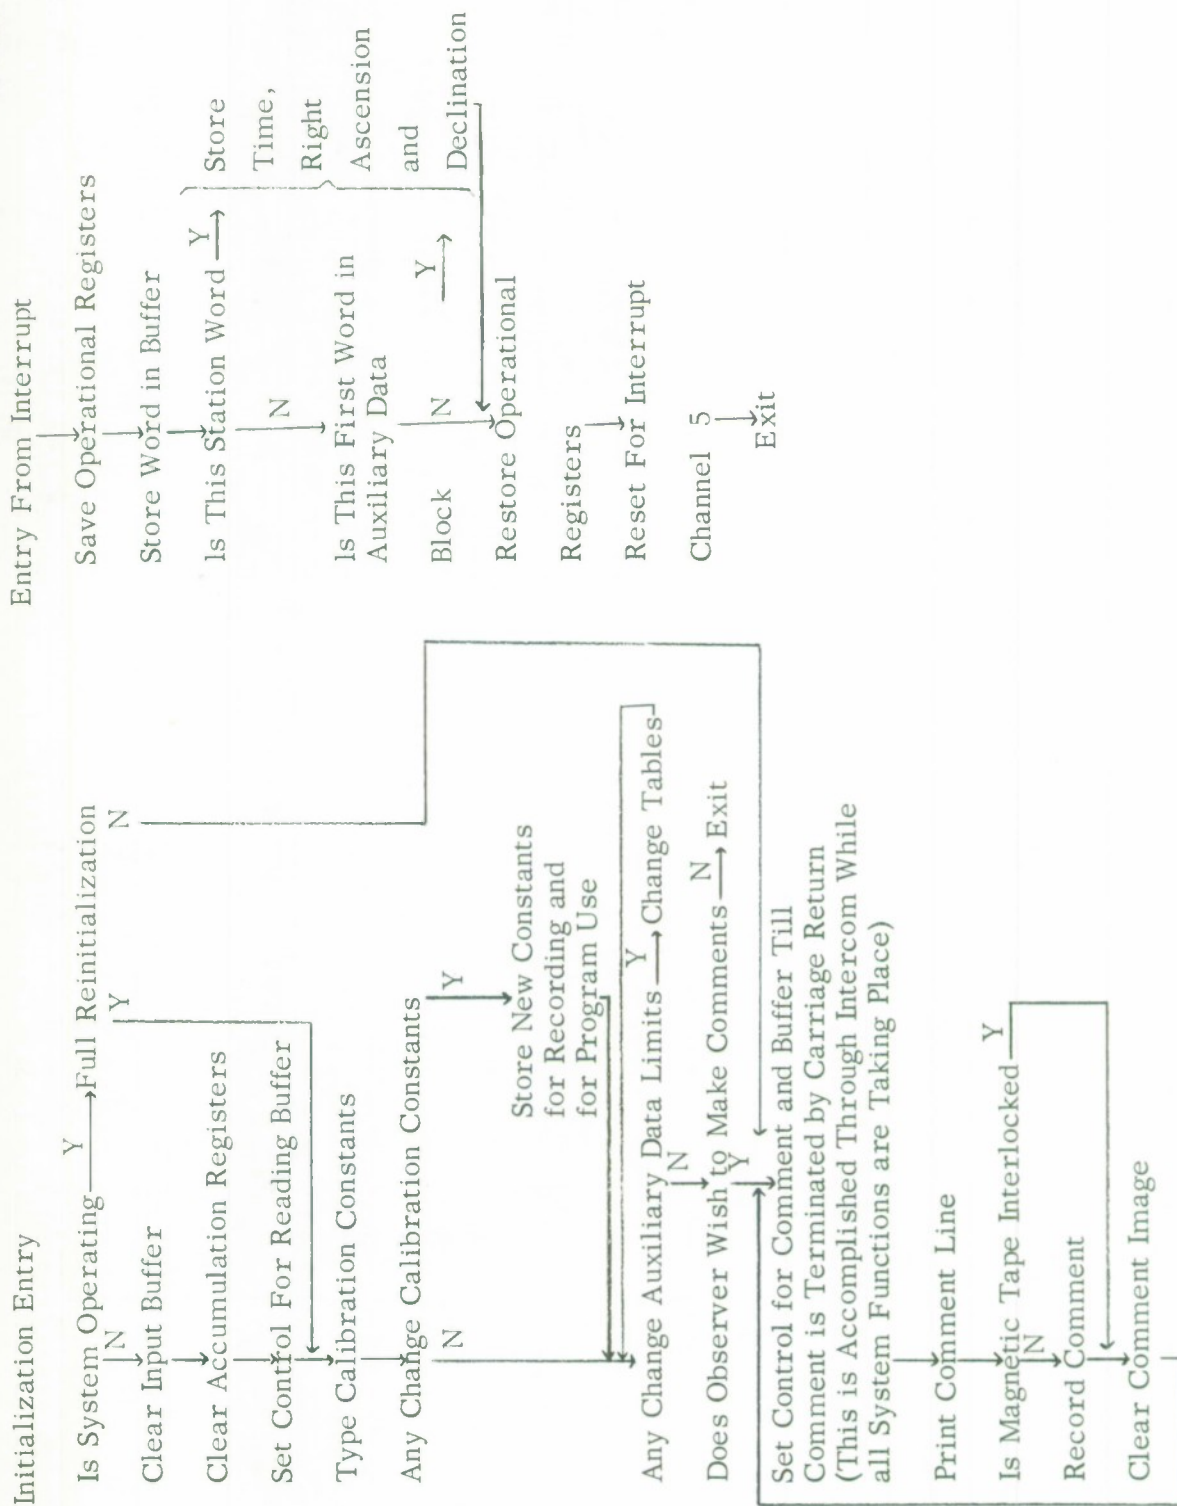 Initialization Entry
Is System Operating Y Full Reinitialization
N Y N
Clear Input Buffer
Clear Accumulation Registers
Set Control For Reading Buffer
Type Calibration Constants
Any Change Calibration Constants
N Y
Store New Constants
for Recording and
for Program Use
Any Change Auxiliary Data Limits Y Change Tables
N
Does Observer Wish to Make Comments N Exit
Y
Set Control for Comment and Buffer Till
Comment is Terminated by Carriage Return
(This is Accomplished Through Intercom While
all System Functions are Taking Place)
Print Comment Line
Is Magnetic Tape Interlocked Y
N
Record Comment
Clear Comment Image
Entry From Interrupt
Save Operational Registers
Store Word in Buffer
Is This Station Word Y Store
Time,
N Right
Is This First Word in Ascension
Auxiliary Data and
Block N Y Declination
Restore Operational
Registers
Reset For Interrupt
Channel 5
Exit